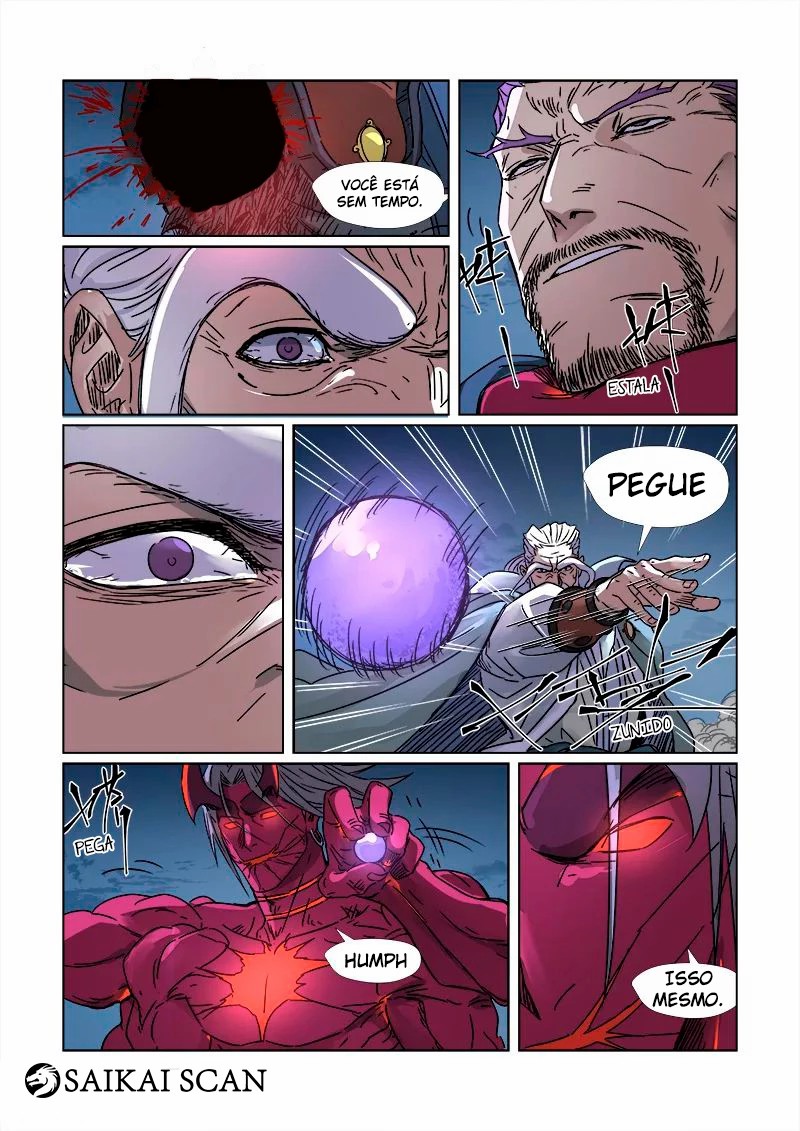 VOCÊ ESTÁ
SEM TEMPO.
ESTALA
PEGUE
ZUNIDO
PEGA
HUMPH
ISSO
MESMO.
SAIKAI SCAN